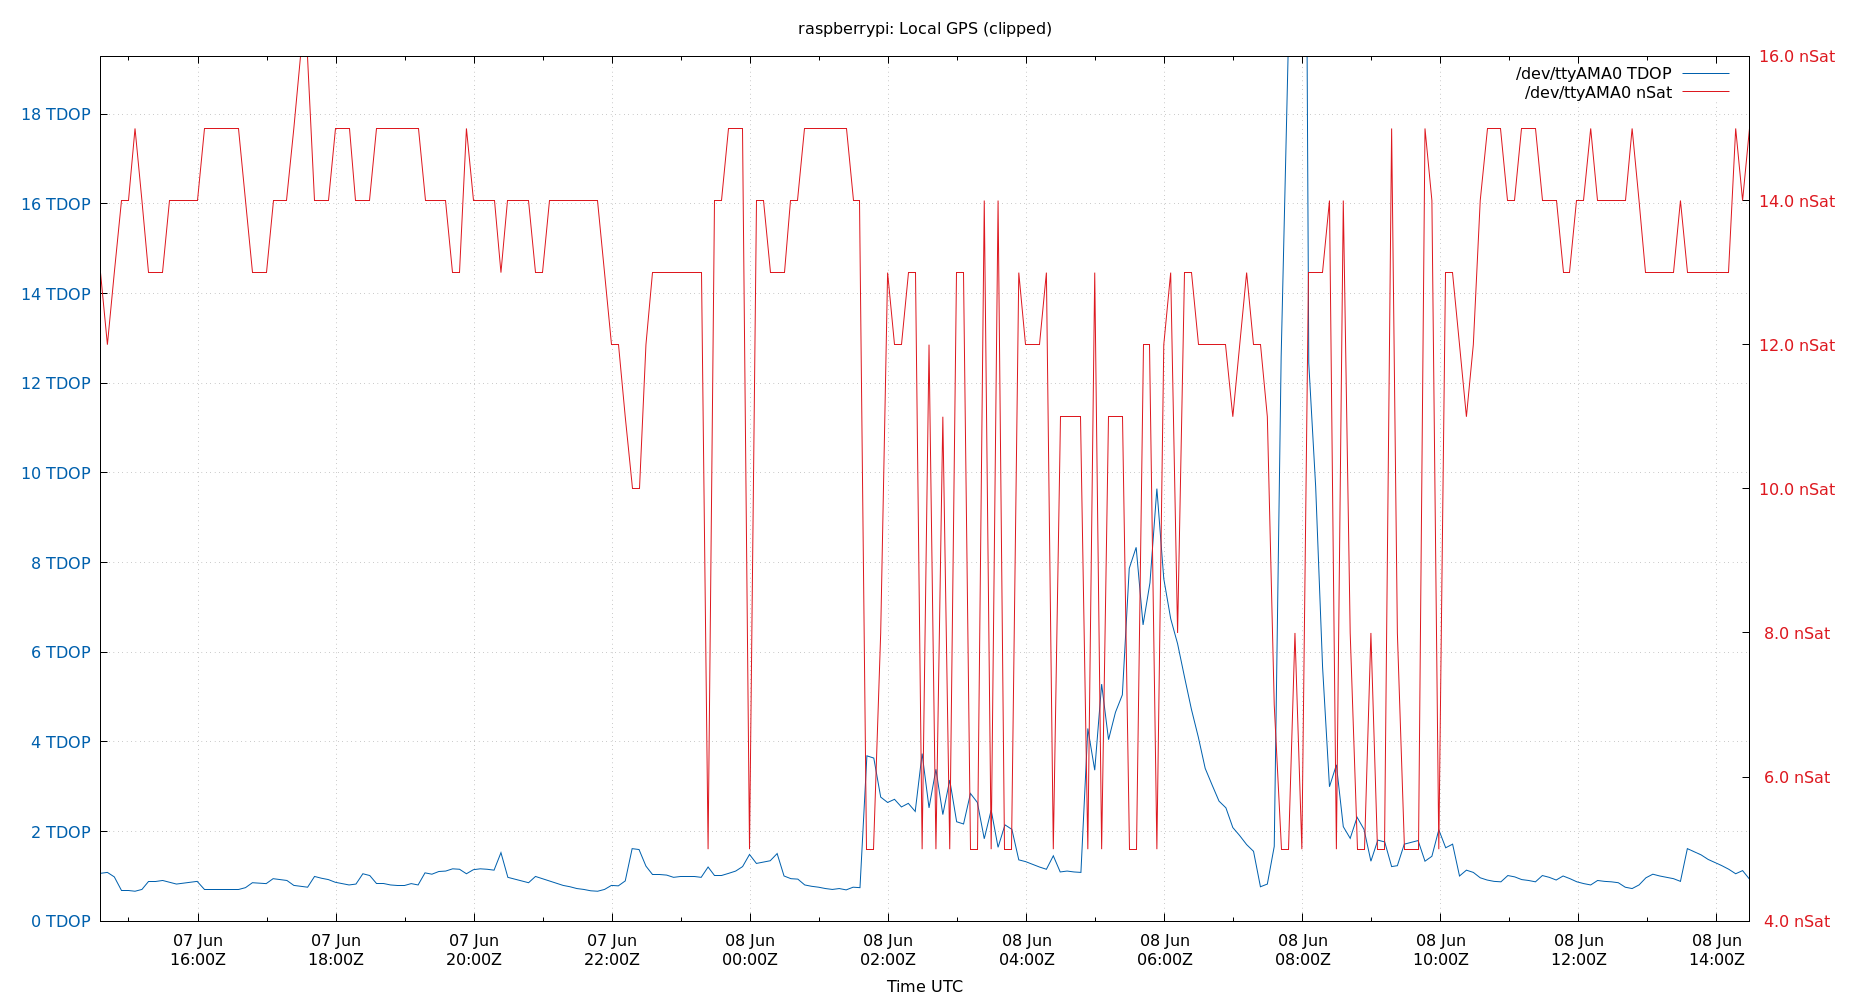 raspberrypi: Local GPS (clipped)
/dev/ttyAMA0 TDOP
/dev/ttyAMA0 nSat
18 TDOP
16 TDOP
14 TDOP
12 TDOP
10 TDOP
8 TDOP
6 TDOP
4 TDOP
2 TDOP
0 TDOP
16.0 nSat
14.0 nSat
12.0 nSat
10.0 nSat
8.0 nSat
6.0 nSat
4.0 nSat
07 Jun
16:00Z
07 Jun
18:00Z
07 Jun
20:00Z
07 Jun
22:00Z
08 Jun
00:00Z
08 Jun
02:00Z
08 Jun
04:00Z
08 Jun
06:00Z
08 Jun
08:00Z
08 Jun
10:00Z
08 Jun
12:00Z
08 Jun
14:00Z
Time UTC